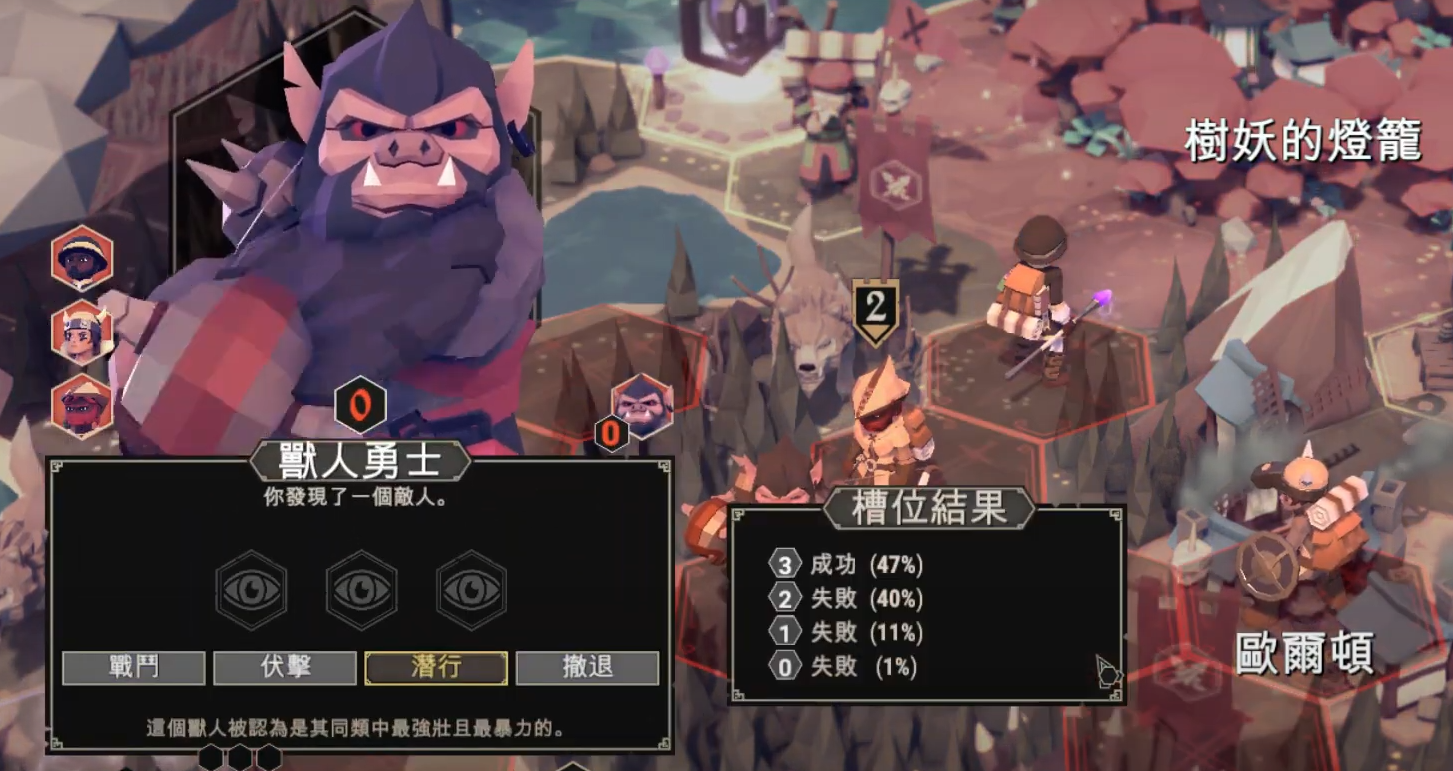 樹妖的燈籠
2
0
0
獸人勇士
你發現了一個敵人。
戰鬥 伏擊 潛行 撤退
這個獸人被認為是其同類中最強壯且最暴力的。
槽位結果
3 成功 (47%)
2 失敗 (40%)
1 失敗 (11%)
0 失敗 (1%)
歐爾頓